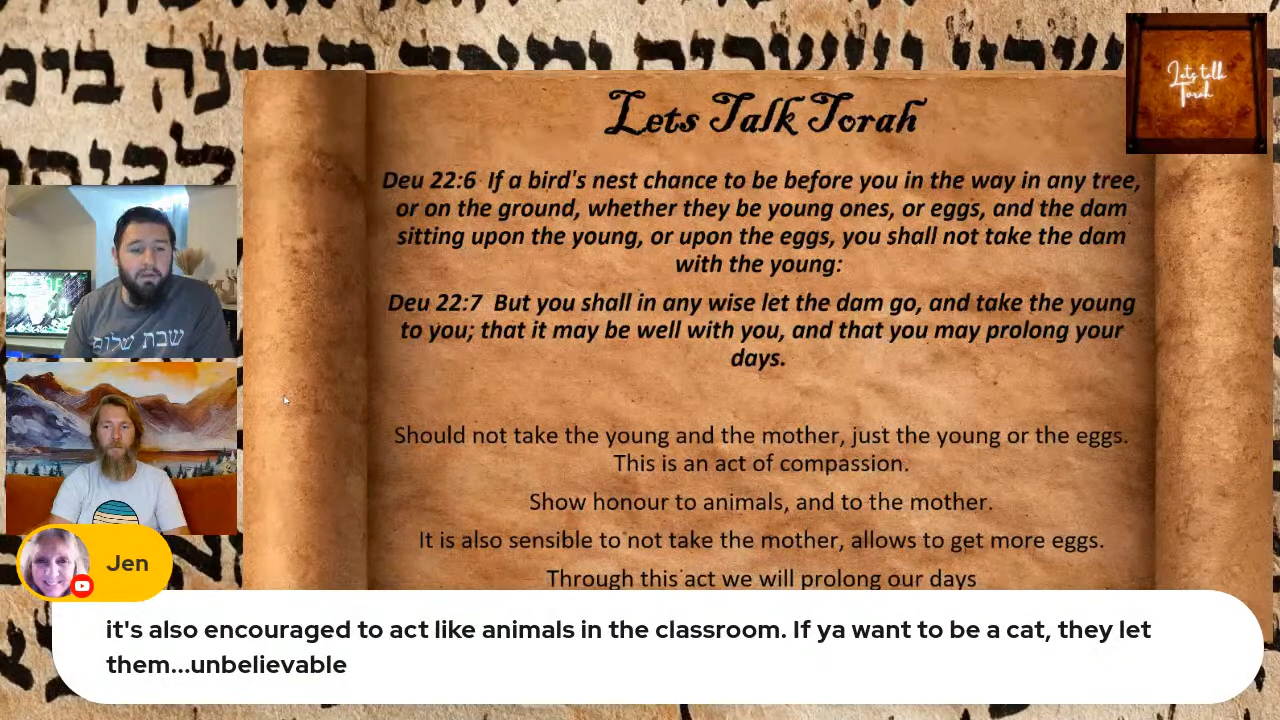 Lets Talk Torah
Lets talk
Torah
Deu 22:6 If a bird's nest chance to be before you in the way in any tree,
or on the ground, whether they be young ones, or eggs, and the dam
sitting upon the young, or upon the eggs, you shall not take the dam
with the young:
Deu 22:7 But you shall in any wise let the dam go, and take the young
to you; that it may be well with you, and that you may prolong your
days.
שבת שלום
Should not take the young and the mother, just the young or the eggs.
This is an act of compassion.
Show honour to animals, and to the mother.
It is also sensible to not take the mother, allows to get more eggs.
Through this act we will prolong our days
Jen
it's also encouraged to act like animals in the classroom. If ya want to be a cat, they let
them...unbelievable